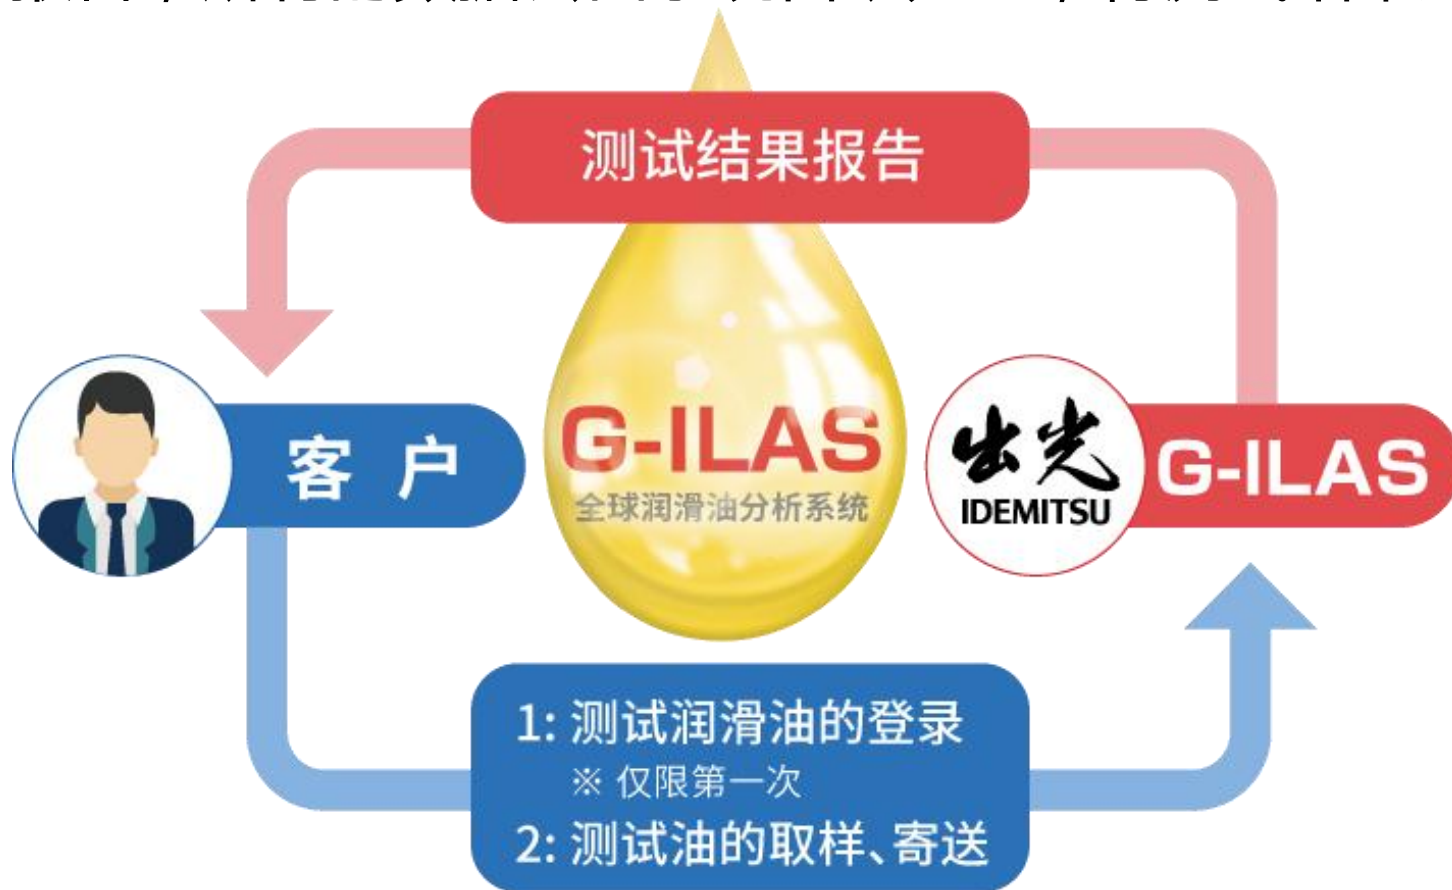 测试结果报告
客户
G-ILAS
全球润滑油分析系统
出光
IDEMITSU
G-ILAS
1: 测试润滑油的登录
※ 仅限第一次
2: 测试油的取样、寄送